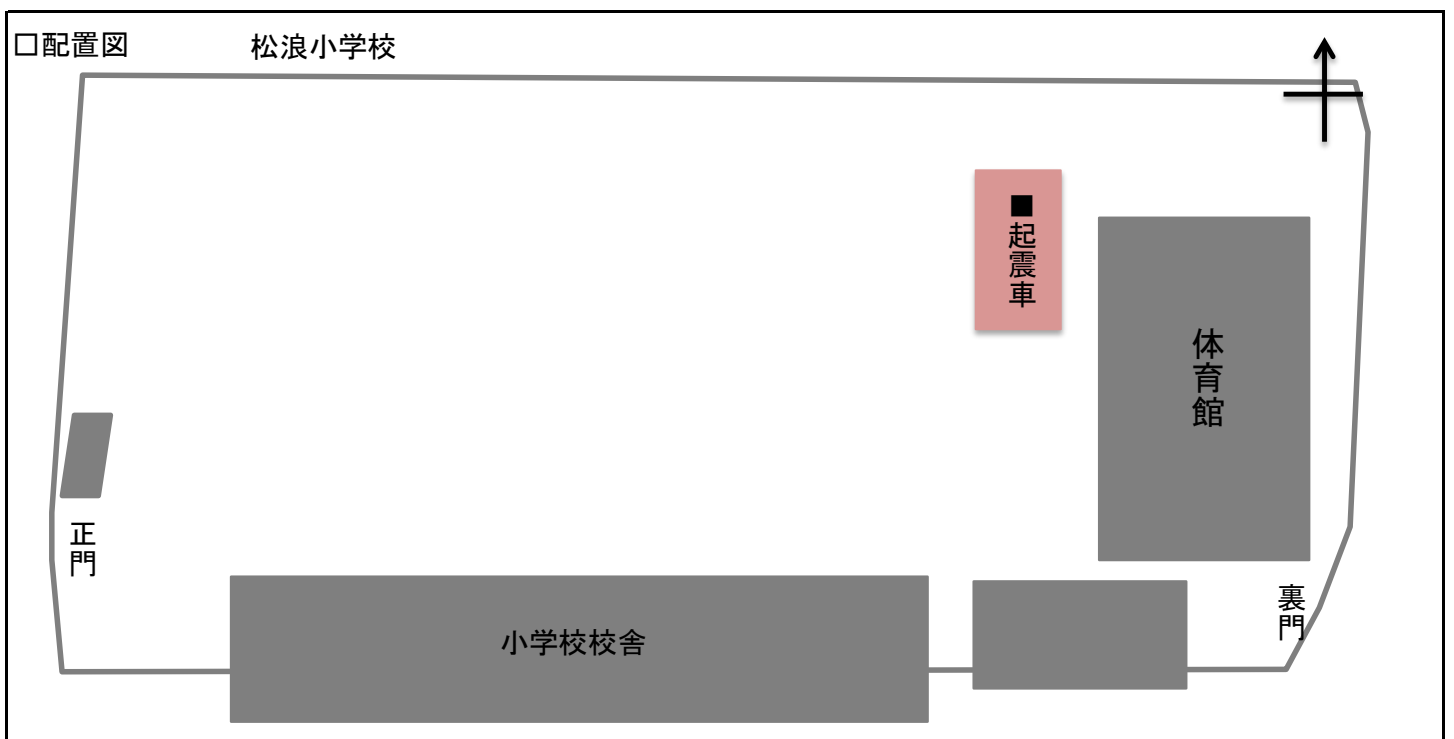 □配置図
松浪小学校
■起震車
体育館
正門
裏門
小学校校舎